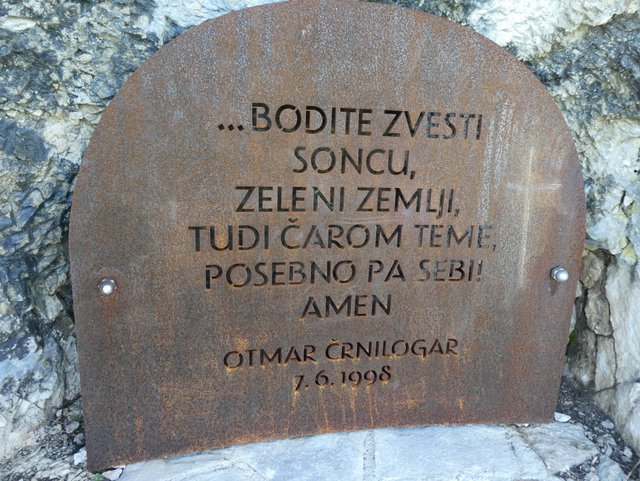 ...BODITE ZVESTI
SONCU,
ZELENI ZEMLJI,
TUDI ČAROM TEME,
POSEBNO PA SEBI!
AMEN
OTMAR ČRNILOGAR
7.6.1998